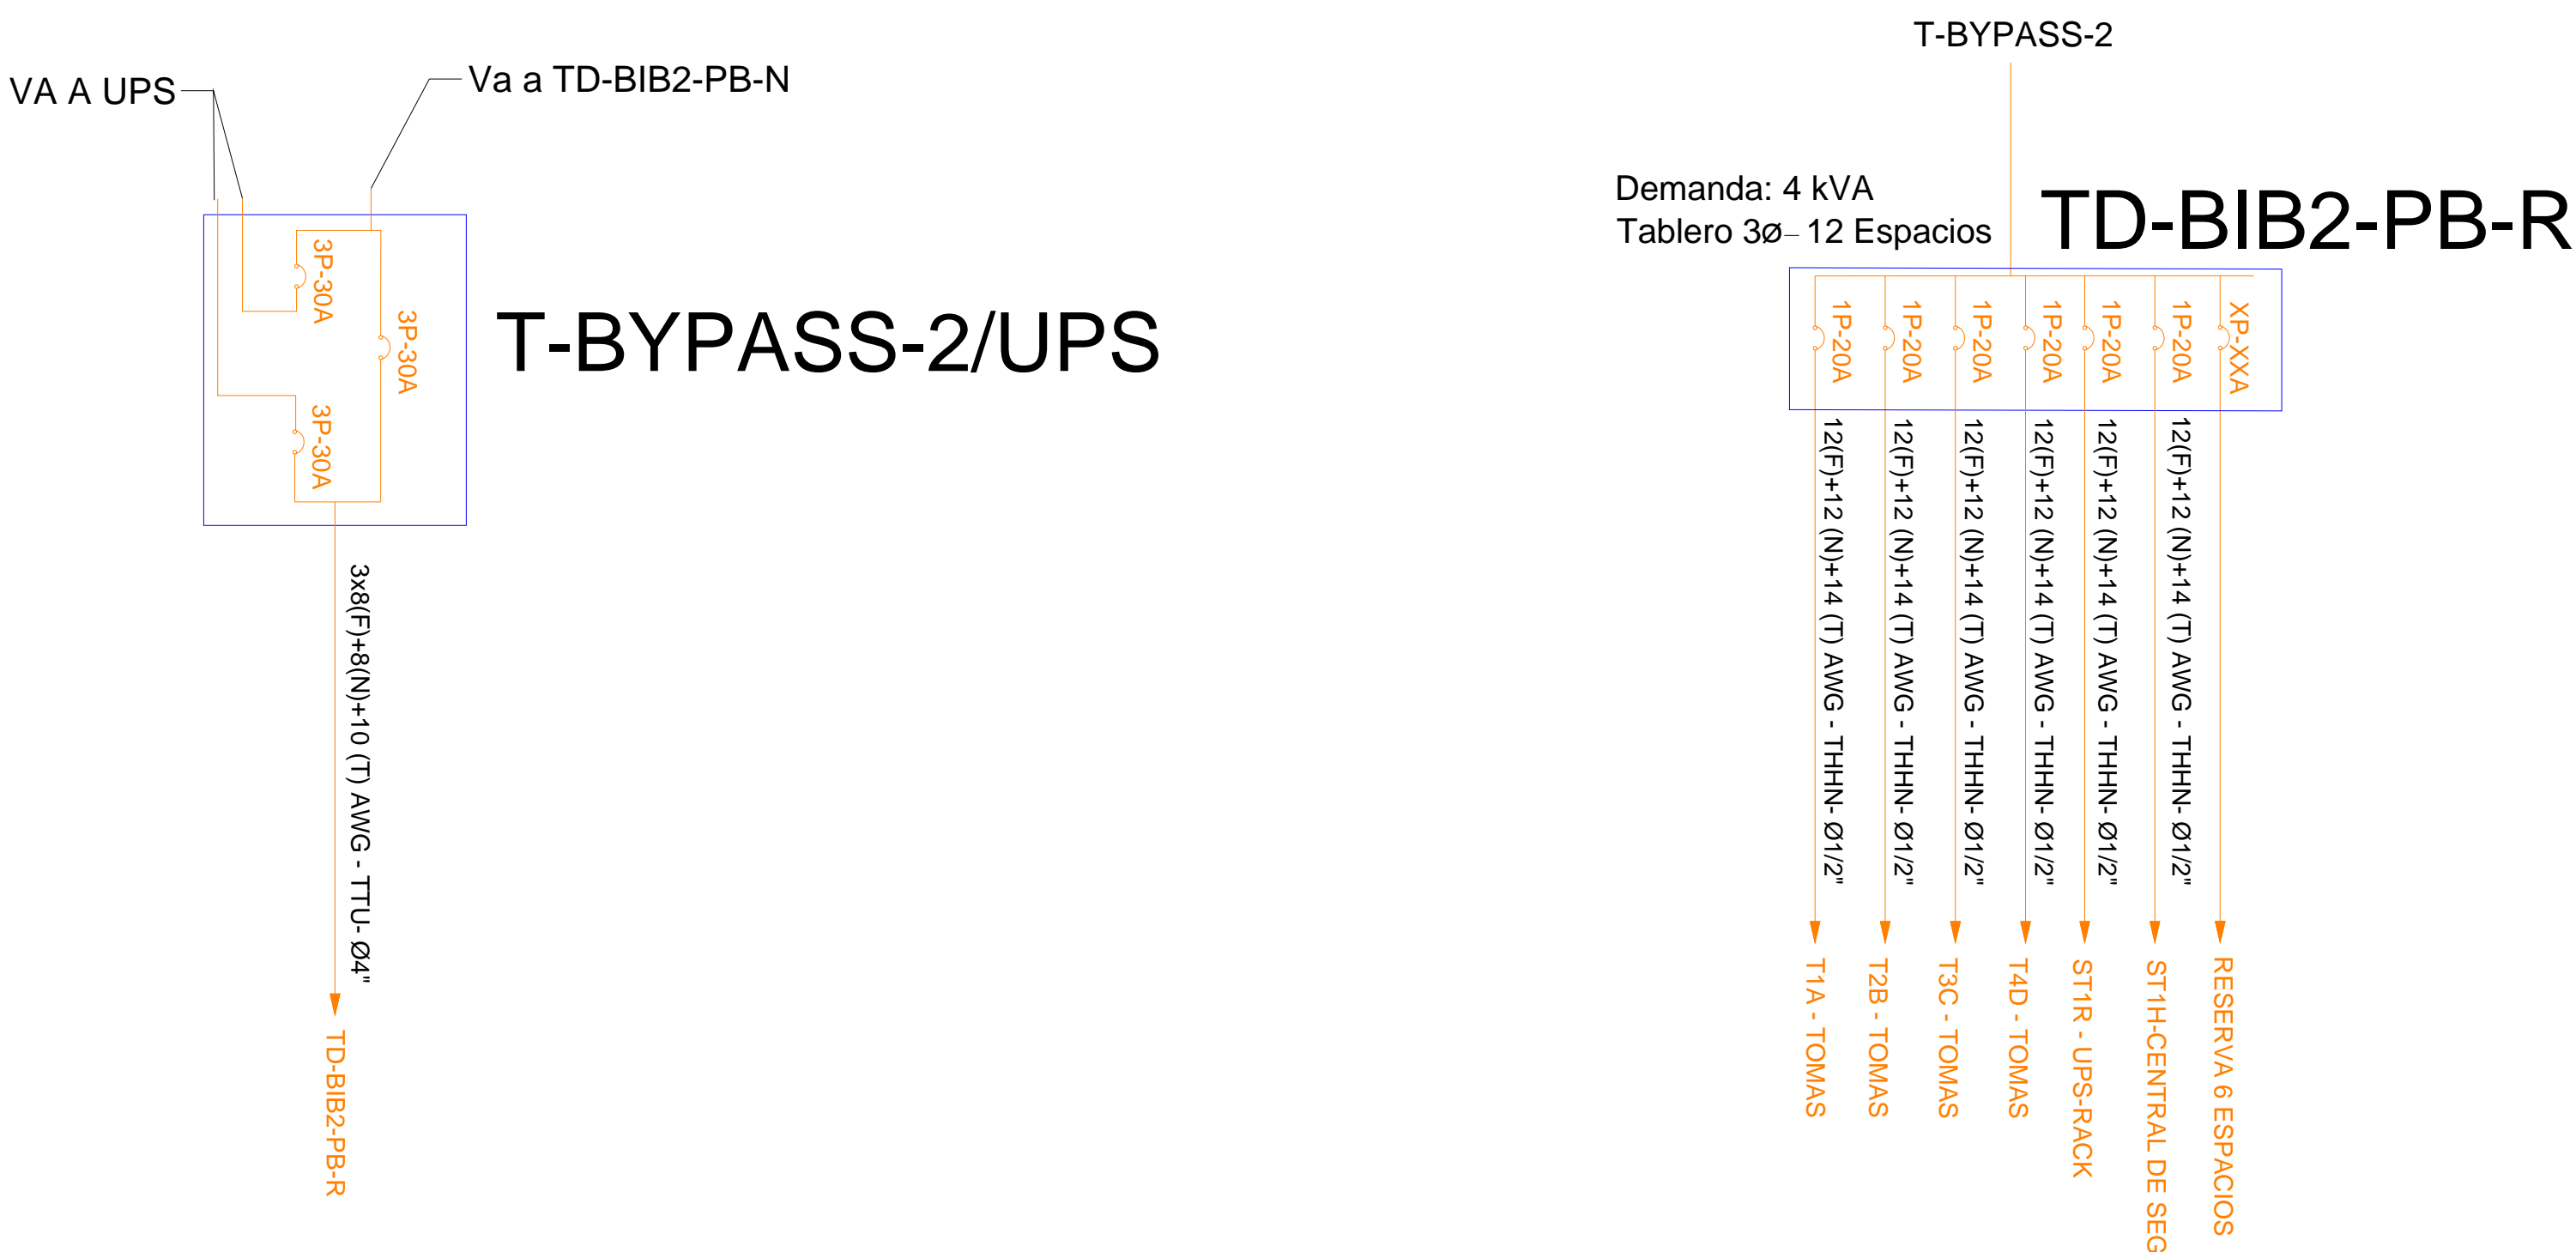 VA A UPS
Va a TD-BIB2-PB-N
3P-30A
3P-30A
3P-30A
T-BYPASS-2/UPS
3x8(F)+8(N)+10 (T) AWG - TTU- Ø4"
TD-BIB2-PB-R
T-BYPASS-2
Demanda: 4 kVA
Tablero 3ø– 12 Espacios
TD-BIB2-PB-R
1P-20A
1P-20A
1P-20A
1P-20A
1P-20A
1P-20A
XP-XXA
12(F)+12 (N)+14 (T) AWG - THHN- Ø1/2"
12(F)+12 (N)+14 (T) AWG - THHN- Ø1/2"
12(F)+12 (N)+14 (T) AWG - THHN- Ø1/2"
12(F)+12 (N)+14 (T) AWG - THHN- Ø1/2"
12(F)+12 (N)+14 (T) AWG - THHN- Ø1/2"
12(F)+12 (N)+14 (T) AWG - THHN- Ø1/2"
T1A - TOMAS
T2B - TOMAS
T3C - TOMAS
T4D - TOMAS
ST1R - UPS-RACK
ST1H-CENTRAL DE SEG
RESERVA 6 ESPACIOS